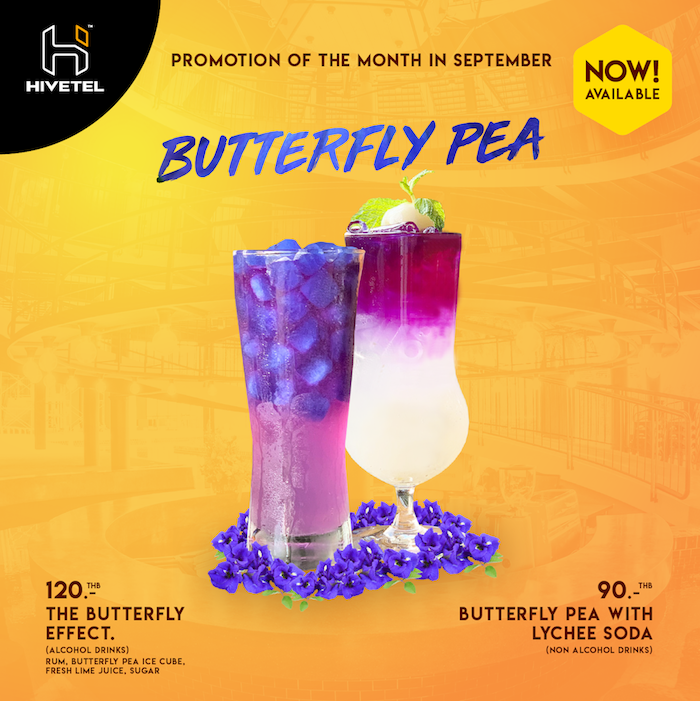 HIVETEL
™
PROMOTION OF THE MONTH IN SEPTEMBER
NOW!
AVAILABLE
BUTTERFLY PEA
120.- THB
THE BUTTERFLY
EFFECT.
(ALCOHOL DRINKS)
RUM, BUTTERFLY PEA ICE CUBE,
FRESH LIME JUICE, SUGAR
90.- THB
BUTTERFLY PEA WITH
LYCHEE SODA
(NON ALCOHOL DRINKS)